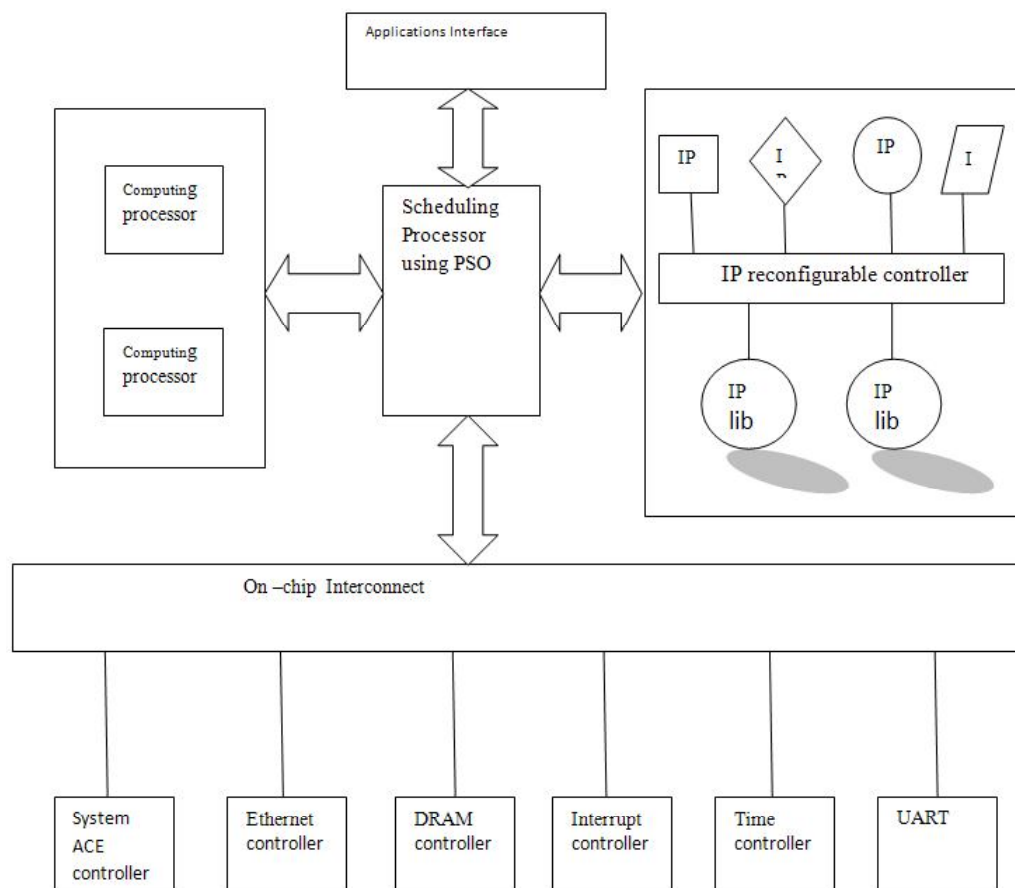 Applications Interface
Computing
processor
Scheduling
Processor
using PSO
IP
I
IP
I
IP reconfigurable controller
Computing
processor
IP
lib
IP
lib
On –chip Interconnect
System
ACE
controller
Ethernet
controller
DRAM
controller
Interrupt
controller
Time
controller
UART